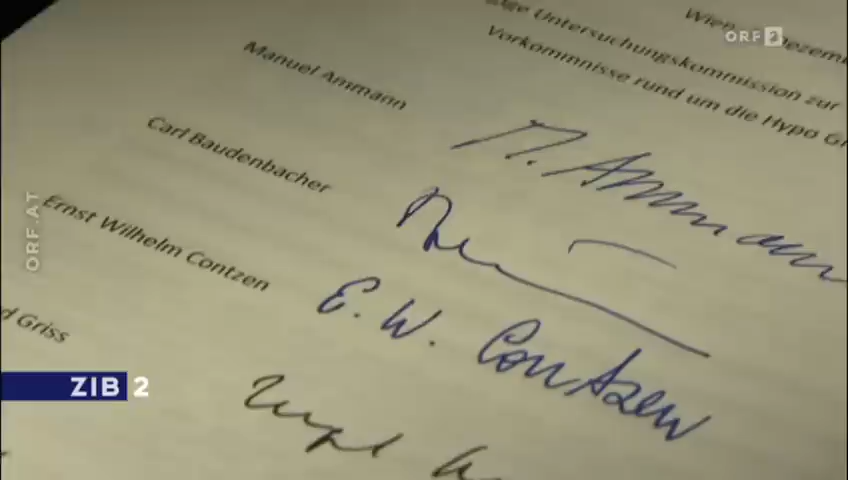 Wien
ORF 2
ezem
ige Untersuchungskommission zur
Vorkommnisse rund um die Hypo Gr
Manuel Ammann
M. Ammann
Carl Baudenbacher
ORF.AT
Ernst Wilhelm Contzen
E. W. Contzen
d Griss
ZIB 2